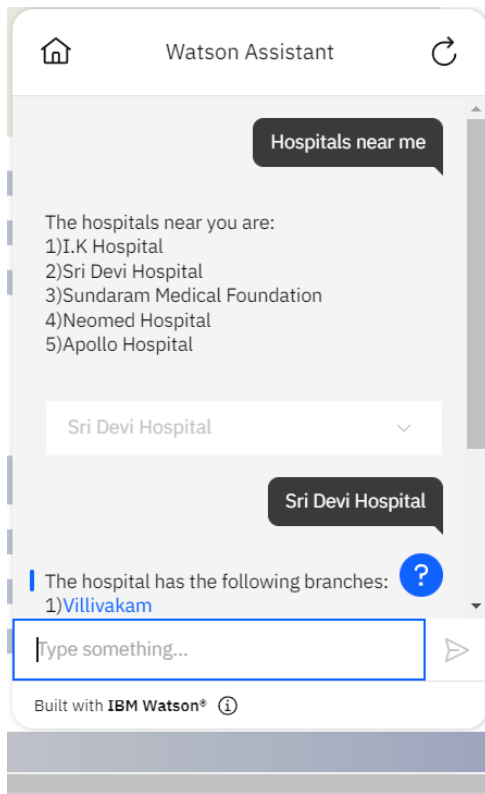 Watson Assistant
Hospitals near me
The hospitals near you are:
1)I.K Hospital
2)Sri Devi Hospital
3)Sundaram Medical Foundation
4)Neomed Hospital
5)Apollo Hospital
Sri Devi Hospital
Sri Devi Hospital
The hospital has the following branches:
?
1)Villivakam
Type something...
Built with IBM Watson®